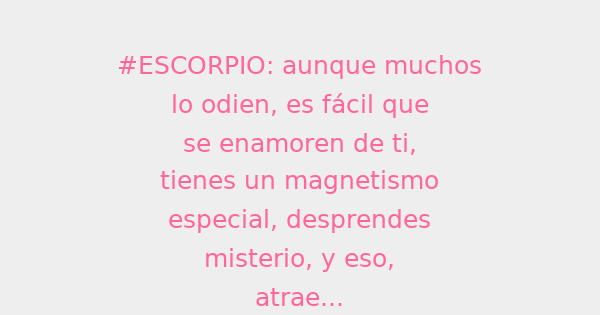 #ESCORPIO: aunque muchos
lo odien, es fácil que
se enamoren de ti,
tienes un magnetismo
especial, desprendes
misterio, y eso,
atrae...